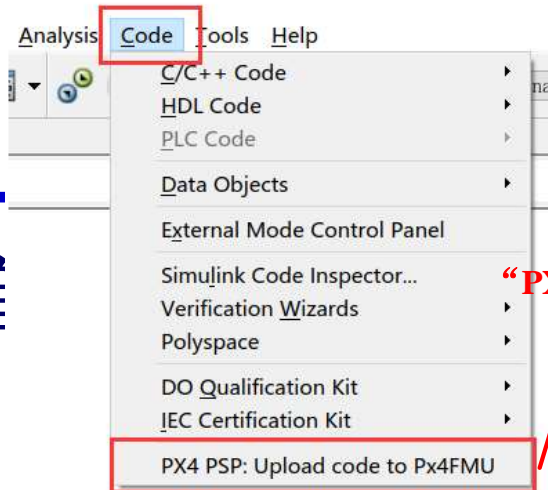 Analysis Code Tools Help
C/C++ Code
HDL Code
PLC Code
Data Objects
External Mode Control Panel
Simulink Code Inspector...
“PX
Verification Wizards
Polyspace
DO Qualification Kit
IEC Certification Kit
PX4 PSP: Upload code to Px4FMU